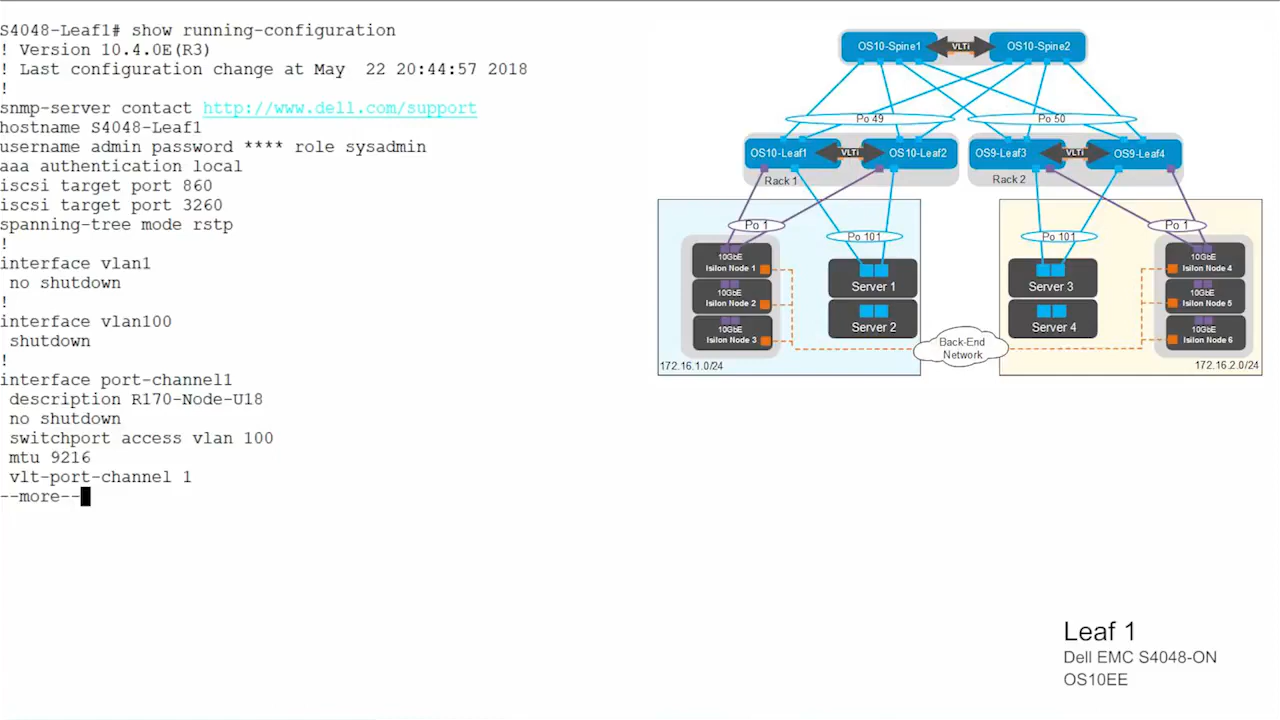 S4048-Leaf1# show running-configuration
! Version 10.4.0E(R3)
! Last configuration change at May  22 20:44:57 2018
!
snmp-server contact http://www.dell.com/support
hostname S4048-Leaf1
username admin password **** role sysadmin
aaa authentication local
iscsi target port 860
iscsi target port 3260
spanning-tree mode rstp
!
interface vlan1
 no shutdown
!
interface vlan100
 shutdown
!
interface port-channel1
 description R170-Node-U18
 no shutdown
 switchport access vlan 100
 mtu 9216
 vlt-port-channel 1
--more--
OS10-Spine1
VLTi
OS10-Spine2
Po 49
Po 50
OS10-Leaf1
VLTi
OS10-Leaf2
OS9-Leaf3
VLTi
OS9-Leaf4
Rack 1
Rack 2
Po 1
Po 101
Po 101
Po 1
10GbE
Isilon Node 1
10GbE
Isilon Node 2
10GbE
Isilon Node 3
Server 1
Server 2
Server 3
Server 4
10GbE
Isilon Node 4
10GbE
Isilon Node 5
10GbE
Isilon Node 6
Back-End
Network
172.16.1.0/24
172.16.2.0/24
Leaf 1
Dell EMC S4048-ON
OS10EE